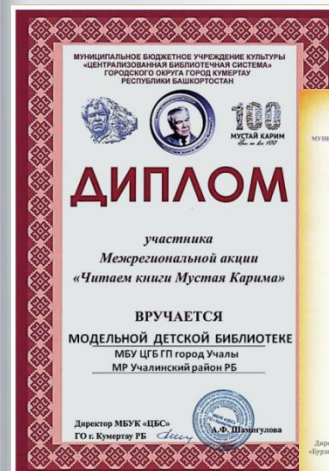 МУНИЦИПАЛЬНОЕ БЮДЖЕТНОЕ УЧРЕЖДЕНИЕ КУЛЬТУРЫ
«ЦЕНТРАЛИЗОВАННАЯ БИБЛИОТЕЧНАЯ СИСТЕМА»
ГОРОДСКОГО ОКРУГА ГОРОД КУМЕРТАУ
РЕСПУБЛИКИ БАШКОРТОСТАН
100
МУСТАЙ КАРИМ
ДИПЛОМ
участника
Межрегиональной акции
«Читаем книги Мустая Карима»
ВРУЧАЕТСЯ
МОДЕЛЬНОЙ ДЕТСКОЙ БИБЛИОТЕКЕ
МБУ ЦГБ ГП город Учалы
МР Учалинский район РБ
Директор МБУК «ЦБС»
ГО г. Кумертау РБ
А.Ф. Шамигулова